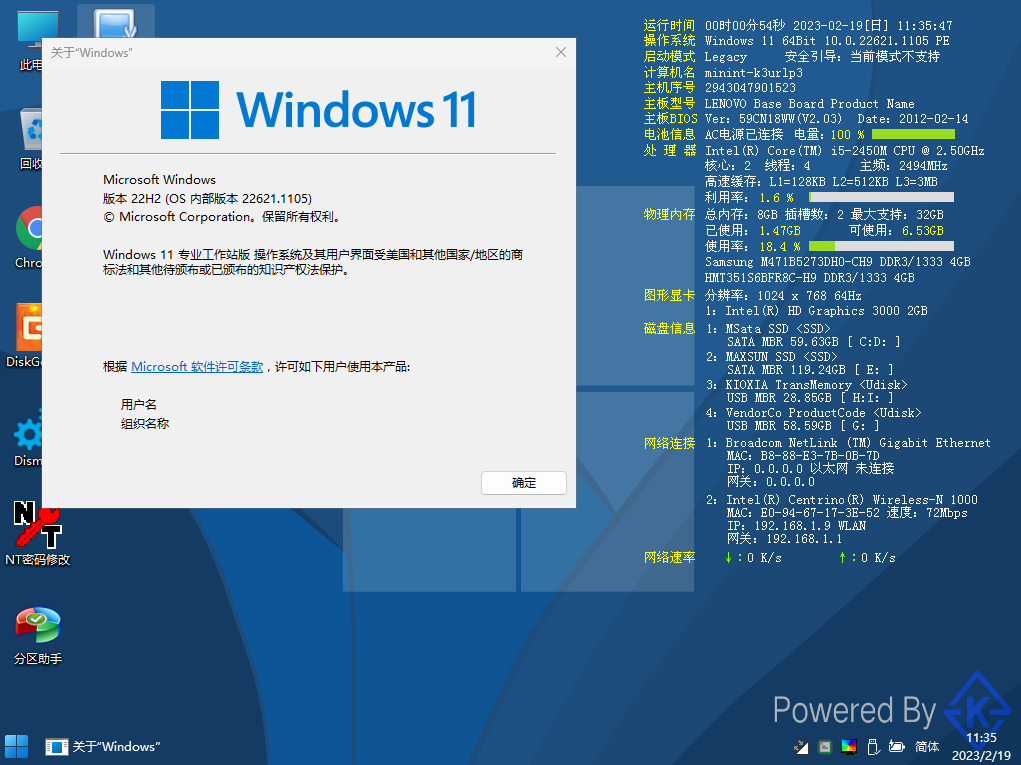 此电
回收
Chro
DiskG
Dism
NT密码修改
分区助手
关于“Windows”
Windows 11
Microsoft Windows
版本 22H2 (OS 内部版本 22621.1105)
© Microsoft Corporation。保留所有权利。
Windows 11 专业工作站版 操作系统及其用户界面受美国和其他国家/地区的商
标法和其他待颁布或已颁布的知识产权法保护。
根据 Microsoft 软件许可条款，许可如下用户使用本产品:
用户名
组织名称
确定
运行时间 00时00分54秒 2023-02-19[日] 11:35:47
操作系统 Windows 11 64Bit 10.0.22621.1105 PE
启动模式 Legacy 安全引导: 当前模式不支持
计算机名 minint-k3urlp3
主机序号 2943047901523
主板型号 LENOVO Base Board Product Name
主板BIOS Ver: 59CN18WW(V2.03) Date: 2012-02-14
电池信息 AC电源已连接 电量: 100 %
处 理 器 Intel(R) Core(TM) i5-2450M CPU @ 2.50GHz
核心: 2 线程: 4 主频: 2494MHz
高速缓存: L1=128KB L2=512KB L3=3MB
利用率: 1.6 %
物理内存 总内存: 8GB 插槽数: 2 最大支持: 32GB
已使用: 1.47GB 可使用: 6.53GB
使用率: 18.4 %
Samsung M471B5273DH0-CH9 DDR3/1333 4GB
HMT351S6BFR8C-H9 DDR3/1333 4GB
图形显卡 分辨率: 1024 x 768 64Hz
1: Intel(R) HD Graphics 3000 2GB
磁盘信息 1: MSata SSD <SSD>
SATA MBR 59.63GB [ C:D: ]
2: MAXSUN SSD <SSD>
SATA MBR 119.24GB [ E: ]
3: KIOXIA TransMemory <Udisk>
USB MBR 28.85GB [ H:I: ]
4: VendorCo ProductCode <Udisk>
USB MBR 58.59GB [ G: ]
网络连接 1: Broadcom NetLink (TM) Gigabit Ethernet
MAC: B8-88-E3-7B-0B-7D
IP: 0.0.0.0 以太网 未连接
网关: 0.0.0.0
2: Intel(R) Centrino(R) Wireless-N 1000
MAC: E0-94-67-17-3E-52 速度: 72Mbps
IP: 192.168.1.9 WLAN
网关: 192.168.1.1
网络速率 ↓:0 K/s ↑:0 K/s
Powered By K
关于“Windows”
简体
11:35
2023/2/19